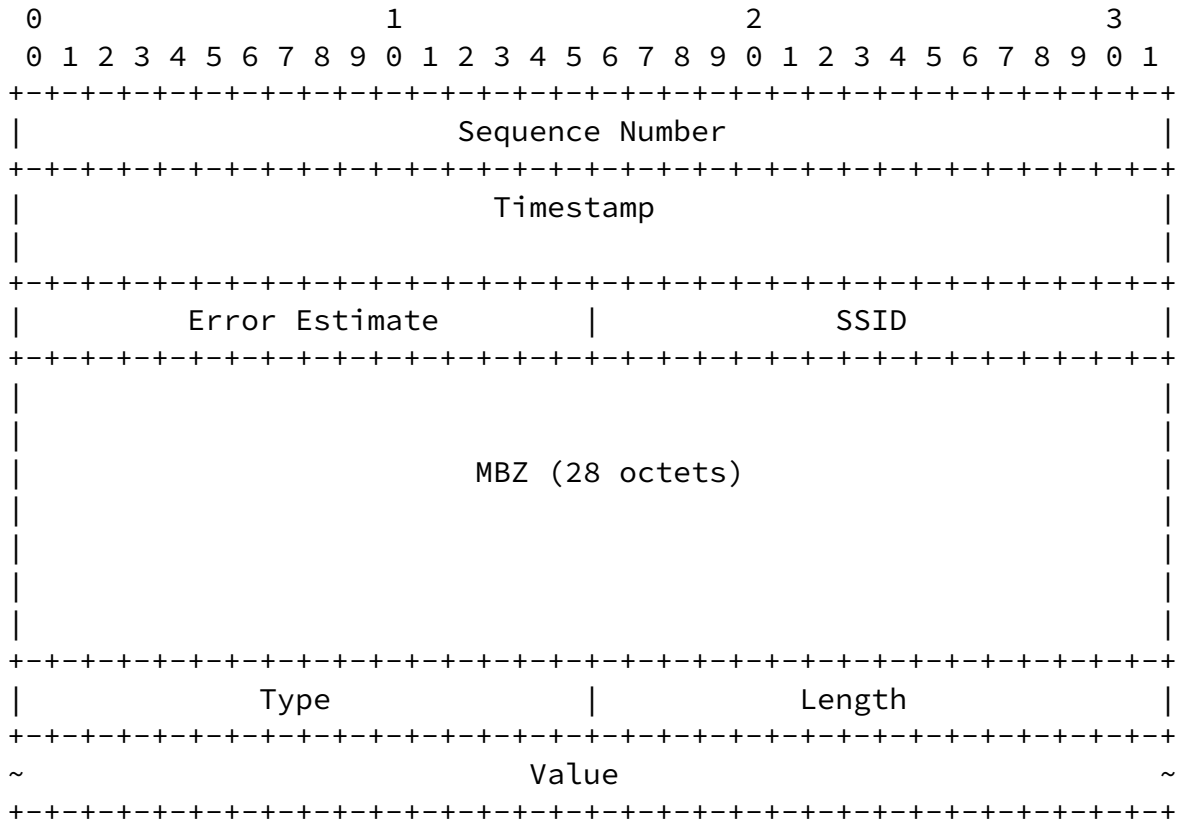 0                   1                   2                   3
 0 1 2 3 4 5 6 7 8 9 0 1 2 3 4 5 6 7 8 9 0 1 2 3 4 5 6 7 8 9 0 1
+-+-+-+-+-+-+-+-+-+-+-+-+-+-+-+-+-+-+-+-+-+-+-+-+-+-+-+-+-+-+-+-+
|                        Sequence Number                        |
+-+-+-+-+-+-+-+-+-+-+-+-+-+-+-+-+-+-+-+-+-+-+-+-+-+-+-+-+-+-+-+-+
|                          Timestamp                            |
|                                                               |
+-+-+-+-+-+-+-+-+-+-+-+-+-+-+-+-+-+-+-+-+-+-+-+-+-+-+-+-+-+-+-+-+
|         Error Estimate        |             SSID              |
+-+-+-+-+-+-+-+-+-+-+-+-+-+-+-+-+-+-+-+-+-+-+-+-+-+-+-+-+-+-+-+-+
|                                                               |
|                                                               |
|                         MBZ (28 octets)                       |
|                                                               |
|                                                               |
|                                                               |
|                                                               |
+-+-+-+-+-+-+-+-+-+-+-+-+-+-+-+-+-+-+-+-+-+-+-+-+-+-+-+-+-+-+-+-+
|             Type              |           Length              |
+-+-+-+-+-+-+-+-+-+-+-+-+-+-+-+-+-+-+-+-+-+-+-+-+-+-+-+-+-+-+-+-+
~                            Value                              ~
+-+-+-+-+-+-+-+-+-+-+-+-+-+-+-+-+-+-+-+-+-+-+-+-+-+-+-+-+-+-+-+-+